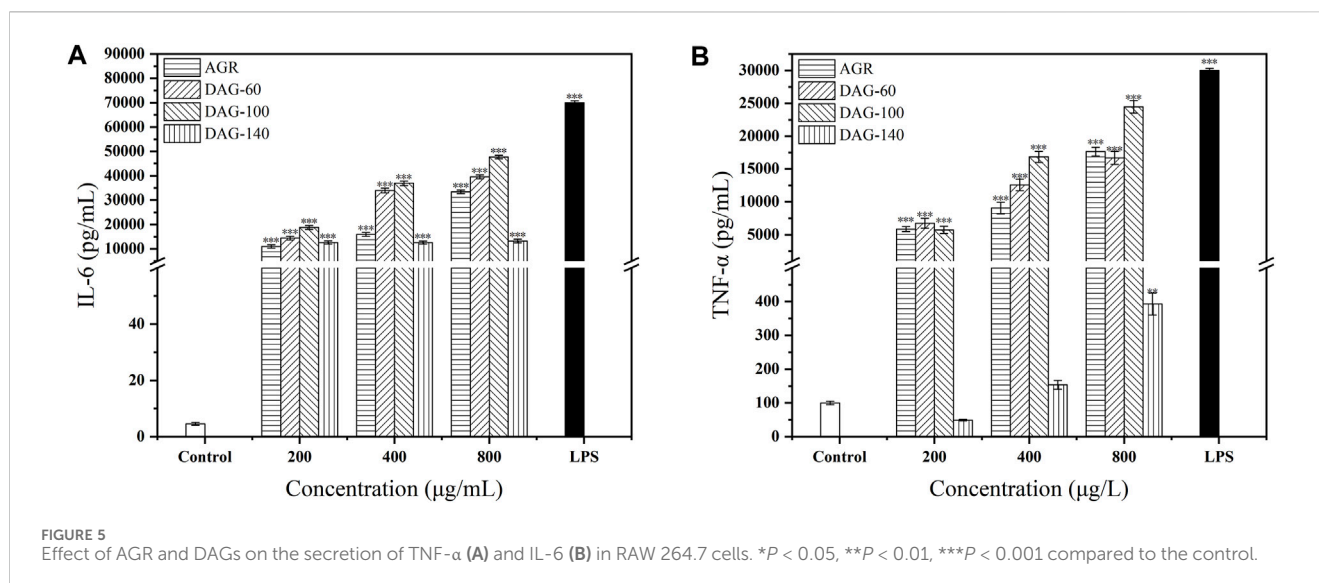 A
IL-6 (pg/mL)
90000
80000
70000
60000
50000
40000
30000
20000
10000
40
20
0
AGR
DAG-60
DAG-100
DAG-140
*** *** *** ***
*** *** *** ***
*** *** *** ***
***
Control 200 400 800 LPS
Concentration (μg/mL)
B
TNF-α (pg/mL)
30000
25000
20000
15000
10000
5000
400
300
200
100
0
AGR
DAG-60
DAG-100
DAG-140
*** *** ***
*** *** ***
*** *** *** **
***
Control 200 400 800 LPS
Concentration (μg/L)
FIGURE 5
Effect of AGR and DAGs on the secretion of TNF-α (A) and IL-6 (B) in RAW 264.7 cells. *P < 0.05, **P < 0.01, ***P < 0.001 compared to the control.